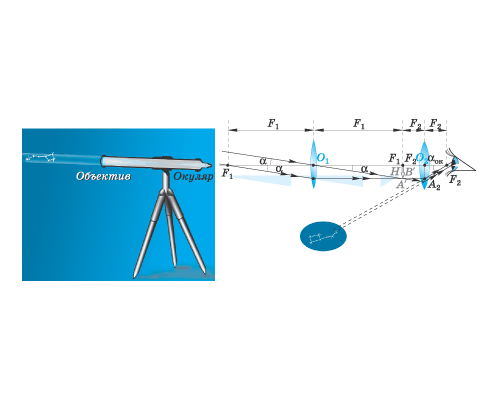 Объектив
Окуляр
F₁ F₁ F₂ F₂
α O₁ F₁ F₂ O₂ αок
F₁ α α H B′ F₂
A′ A₂